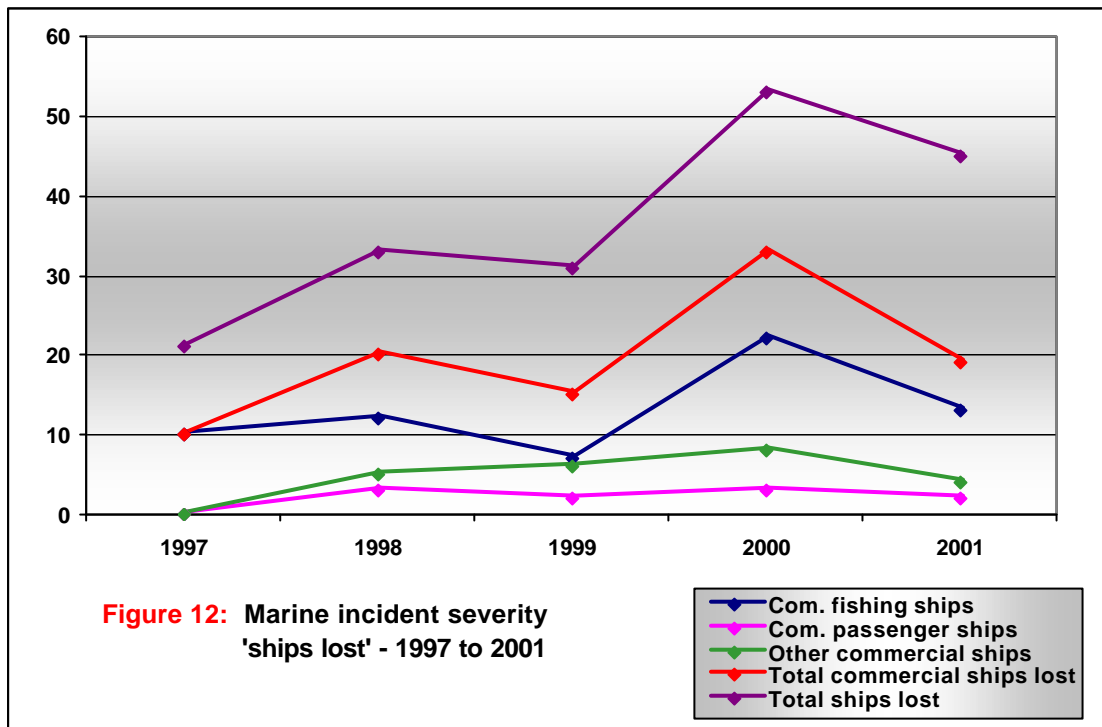 60
50
40
30
20
10
0
1997 1998 1999 2000 2001
Figure 12: Marine incident severity
'ships lost' - 1997 to 2001
Com. fishing ships
Com. passenger ships
Other commercial ships
Total commercial ships lost
Total ships lost